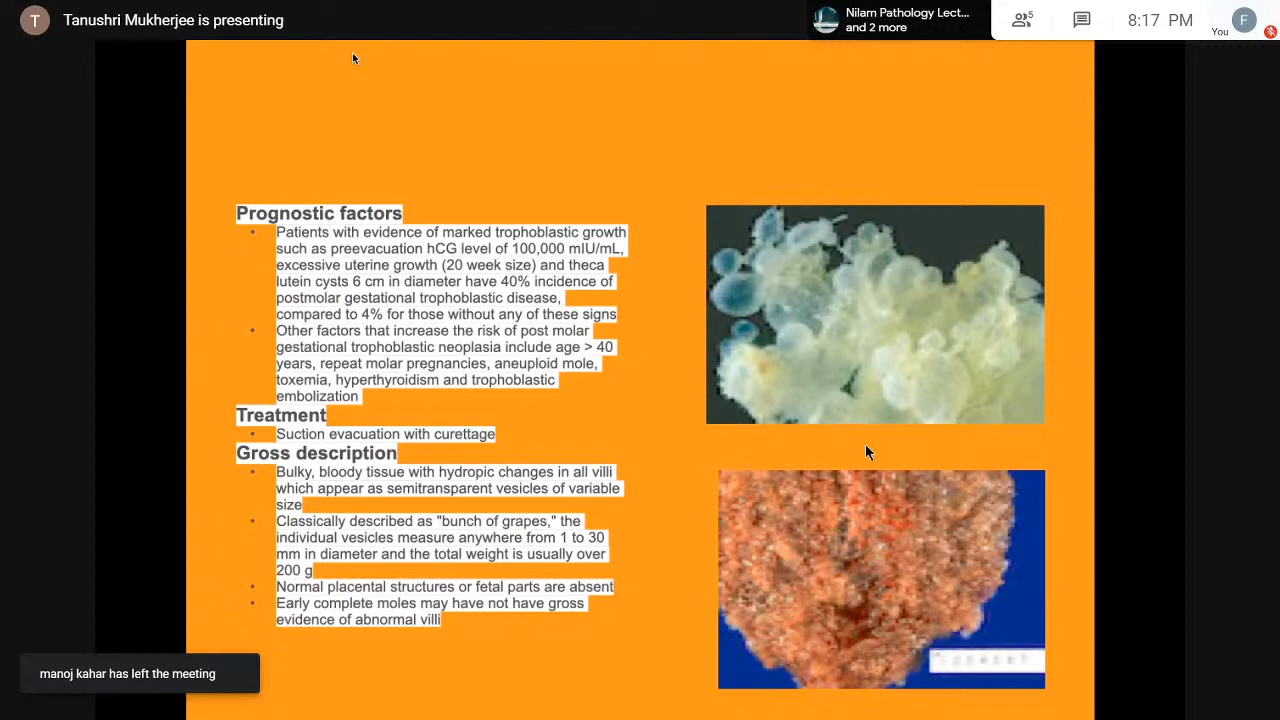 T
Tanushri Mukherjee is presenting
Nilam Pathology Lect...
and 2 more
5
8:17 PM
You
F
Prognostic factors
• Patients with evidence of marked trophoblastic growth
such as preevacuation hCG level of 100,000 mIU/mL,
excessive uterine growth (20 week size) and theca
lutein cysts 6 cm in diameter have 40% incidence of
postmolar gestational trophoblastic disease,
compared to 4% for those without any of these signs
• Other factors that increase the risk of post molar
gestational trophoblastic neoplasia include age > 40
years, repeat molar pregnancies, aneuploid mole,
toxemia, hyperthyroidism and trophoblastic
embolization
Treatment
• Suction evacuation with curettage
Gross description
• Bulky, bloody tissue with hydropic changes in all villi
which appear as semitransparent vesicles of variable
size
• Classically described as "bunch of grapes," the
individual vesicles measure anywhere from 1 to 30
mm in diameter and the total weight is usually over
200 g
• Normal placental structures or fetal parts are absent
• Early complete moles may have not have gross
evidence of abnormal villi
manoj kahar has left the meeting